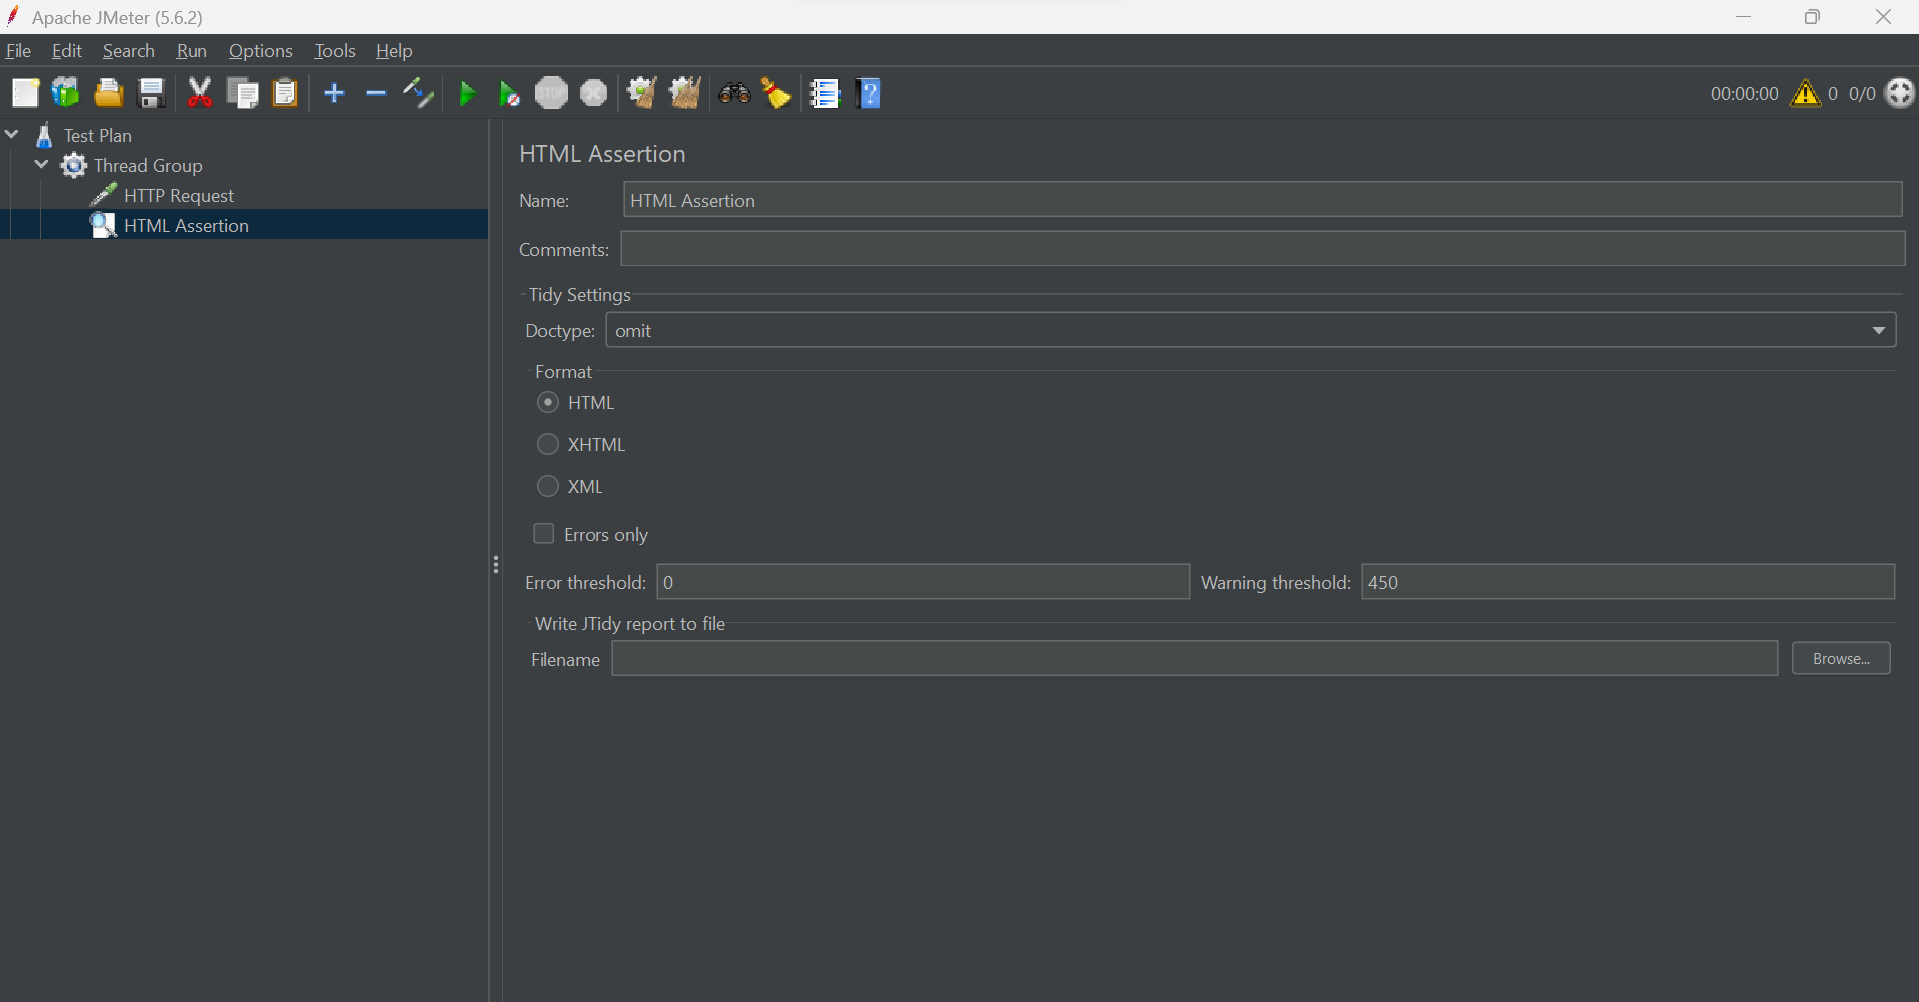 Apache JMeter (5.6.2)
File Edit Search Run Options Tools Help
STOP ? 00:00:00 0 0/0
Test Plan
Thread Group
HTTP Request
HTML Assertion
HTML Assertion
Name: HTML Assertion
Comments:
Tidy Settings
Doctype: omit
Format
HTML
XHTML
XML
Errors only
Error threshold: 0 Warning threshold: 450
Write JTidy report to file
Filename Browse...